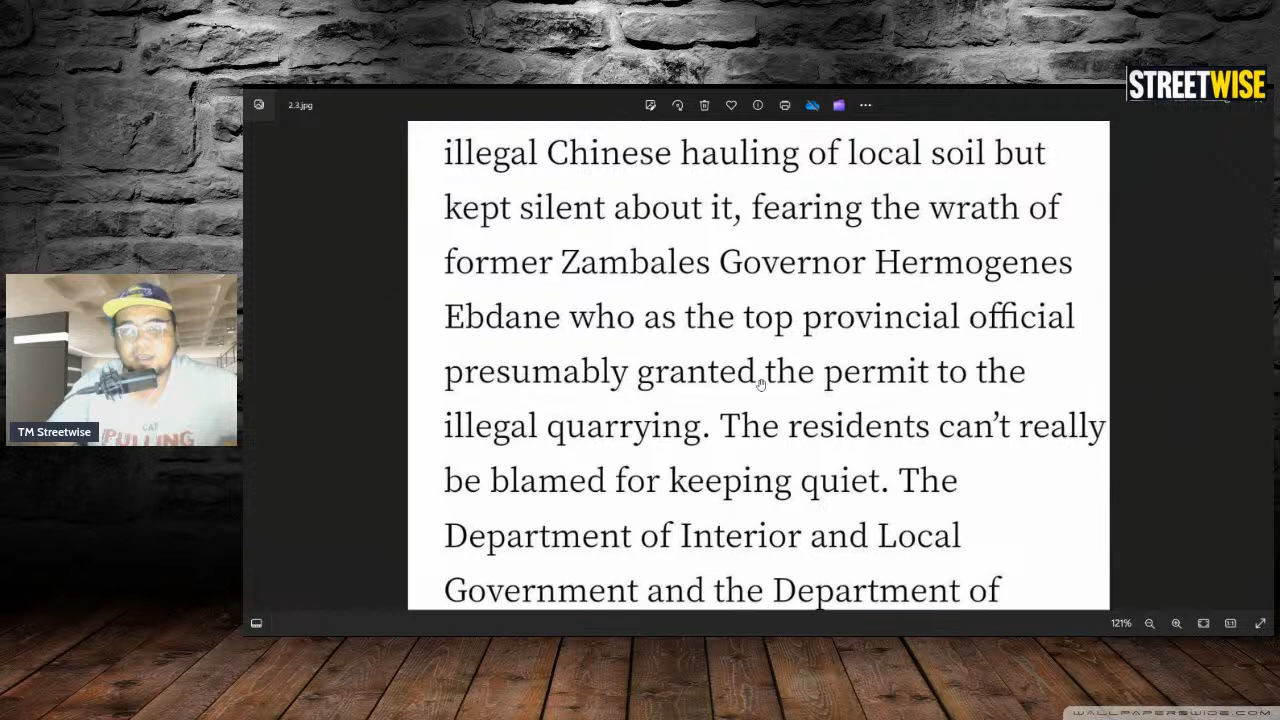 STREETWISE
2.3.jpg
illegal Chinese hauling of local soil but
kept silent about it, fearing the wrath of
former Zambales Governor Hermogenes
Ebdane who as the top provincial official
presumably granted the permit to the
illegal quarrying. The residents can’t really
be blamed for keeping quiet. The
Department of Interior and Local
Government and the Department of
TM Streetwise
PULLING
121%
WALLPAPERSWIDE.COM